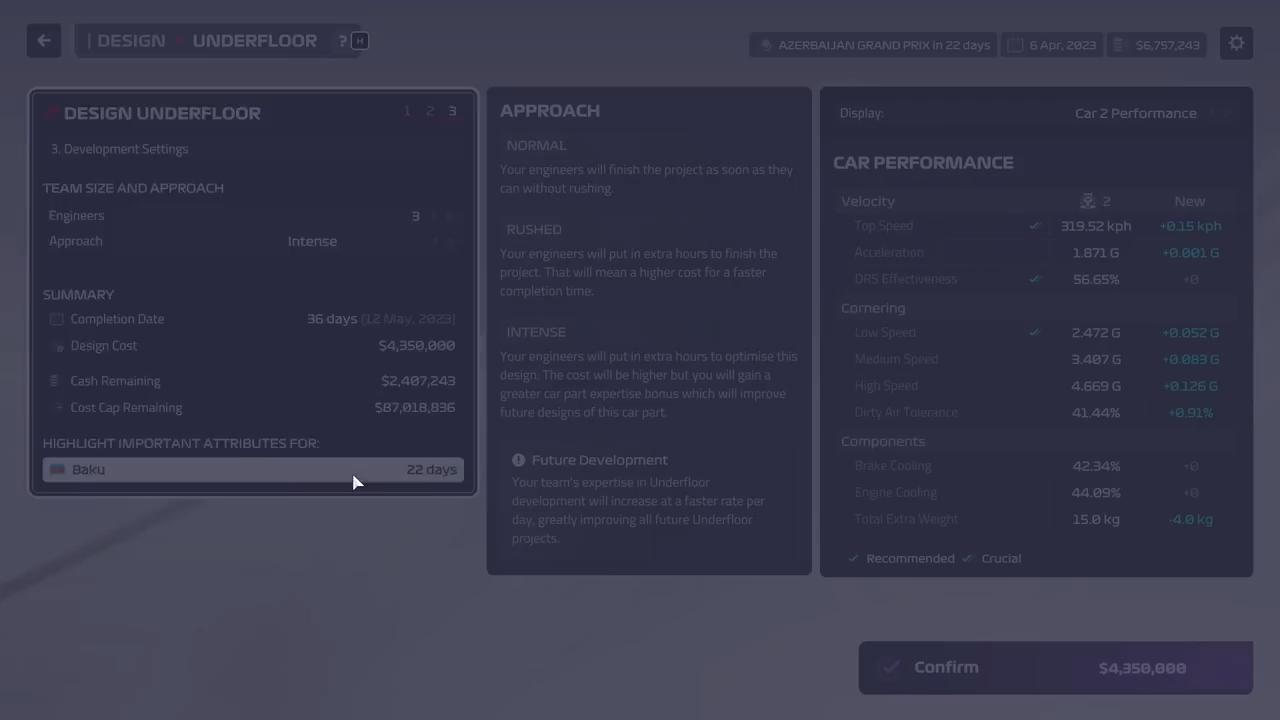 DESIGN UNDERFLOOR ? H
AZERBAIJAN GRAND PRIX in 22 days
6 Apr, 2023
$6,757,243
DESIGN UNDERFLOOR 1 2 3
3. Development Settings
TEAM SIZE AND APPROACH
Engineers 3
Approach Intense
SUMMARY
Completion Date 36 days (12 May, 2023)
Design Cost $4,350,000
Cash Remaining $2,407,243
Cost Cap Remaining $87,018,836
HIGHLIGHT IMPORTANT ATTRIBUTES FOR:
Baku 22 days
APPROACH
NORMAL
Your engineers will finish the project as soon as they
can without rushing.
RUSHED
Your engineers will put in extra hours to finish the
project. That will mean a higher cost for a faster
completion time.
INTENSE
Your engineers will put in extra hours to optimise this
design. The cost will be higher but you will gain a
greater car part expertise bonus which will improve
future designs of this car part.
Future Development
Your team's expertise in Underfloor
development will increase at a faster rate per
day, greatly improving all future Underfloor
projects.
Display: Car 2 Performance
CAR PERFORMANCE
Velocity 2 New
Top Speed 319.52 kph +0.15 kph
Acceleration 1.871 G +0.001 G
DRS Effectiveness 56.65% +0
Cornering
Low Speed 2.472 G +0.052 G
Medium Speed 3.407 G +0.083 G
High Speed 4.669 G +0.126 G
Dirty Air Tolerance 41.44% +0.91%
Components
Brake Cooling 42.34% +0
Engine Cooling 44.09% +0
Total Extra Weight 15.0 kg -4.0 kg
Recommended Crucial
Confirm $4,350,000